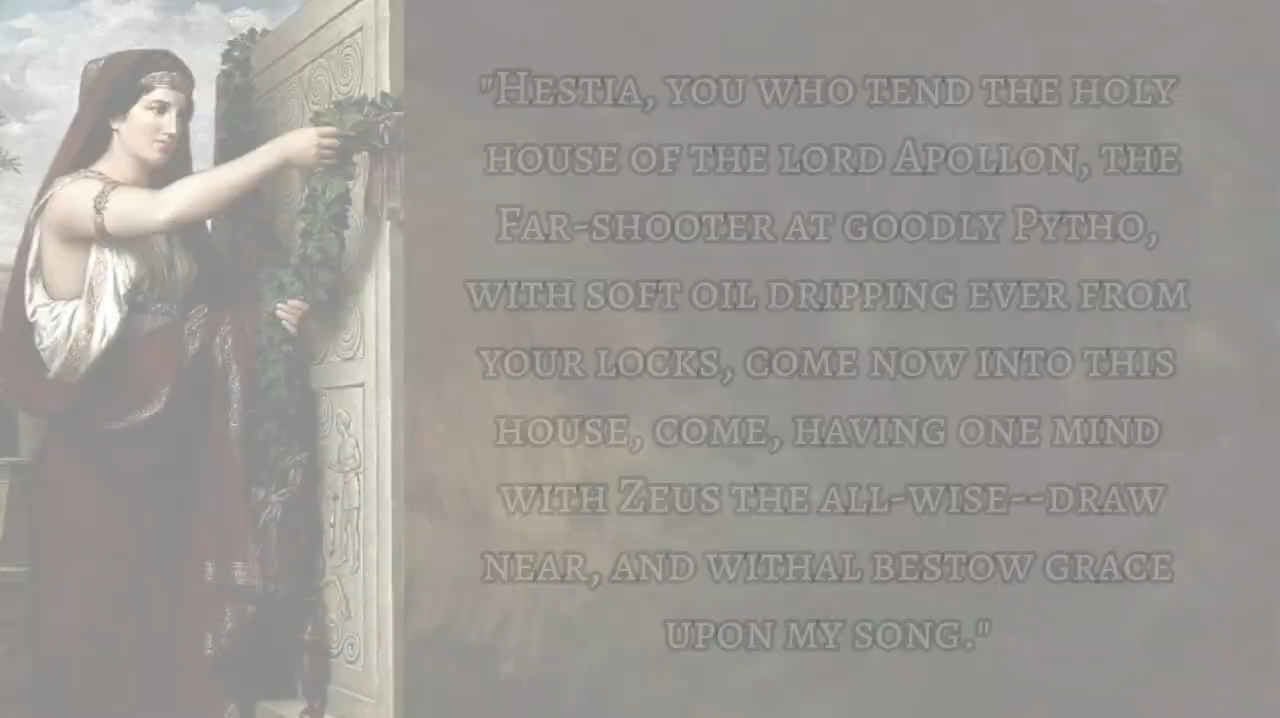 "Hestia, you who tend the holy
house of the lord Apollon, the
Far-shooter at goodly Pytho,
with soft oil dripping ever from
your locks, come now into this
house, come, having one mind
with Zeus the all-wise--draw
near, and withal bestow grace
upon my song."